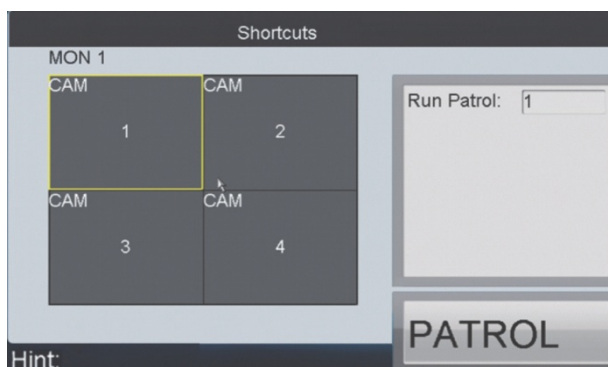 Shortcuts
MON 1
CAM
CAM
1
2
CAM
CAM
3
4
Run Patrol: 1
PATROL
Hint: